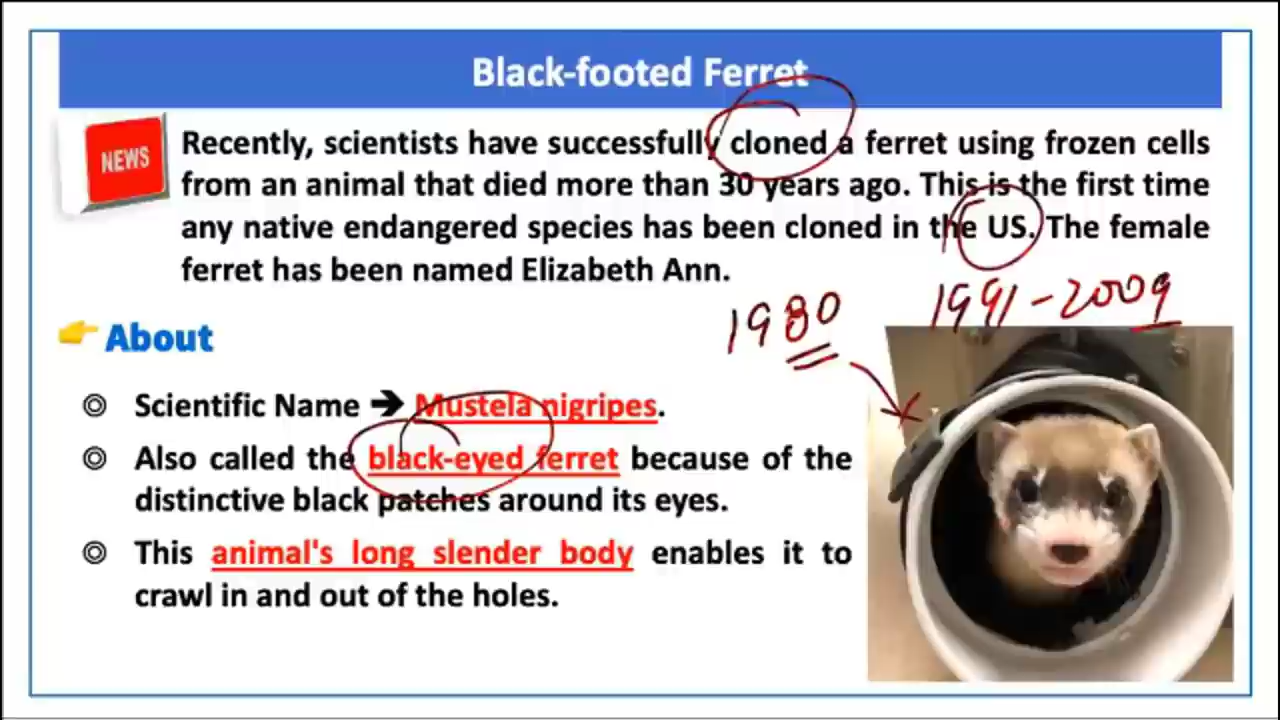 Black-footed Ferret
NEWS
Recently, scientists have successfully cloned a ferret using frozen cells
from an animal that died more than 30 years ago. This is the first time
any native endangered species has been cloned in the US. The female
ferret has been named Elizabeth Ann.
1980
1991-2009
About
Scientific Name ➔ Mustela nigripes.
Also called the black-eyed ferret because of the
distinctive black patches around its eyes.
This animal's long slender body enables it to
crawl in and out of the holes.